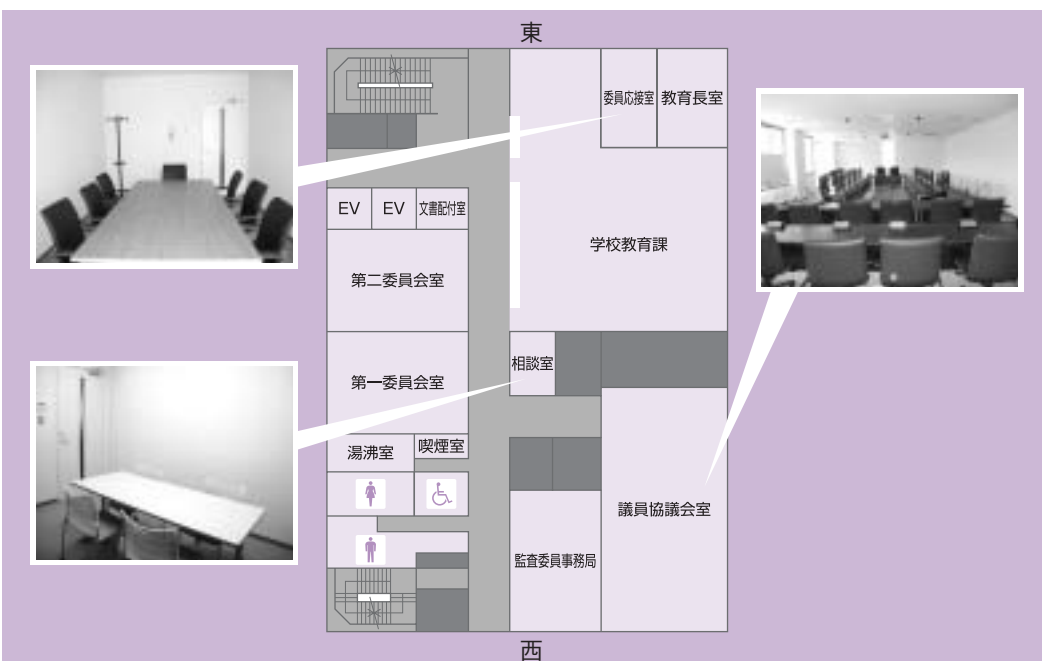 東
委員応接室
教育長室
EV
EV
文書配付室
学校教育課
第二委員会室
相談室
第一委員会室
喫煙室
湯沸室
議員協議会室
監査委員事務局
西